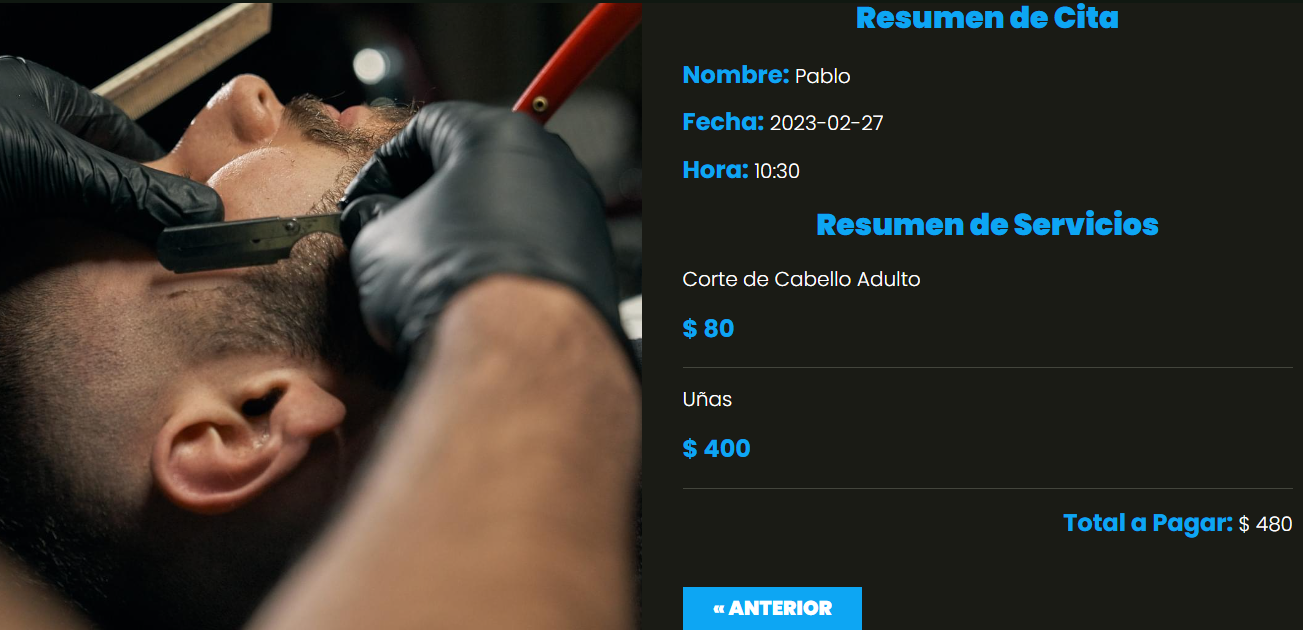 Resumen de Cita
Nombre: Pablo
Fecha: 2023-02-27
Hora: 10:30
Resumen de Servicios
Corte de Cabello Adulto
$ 80
Uñas
$ 400
Total a Pagar: $ 480
« ANTERIOR